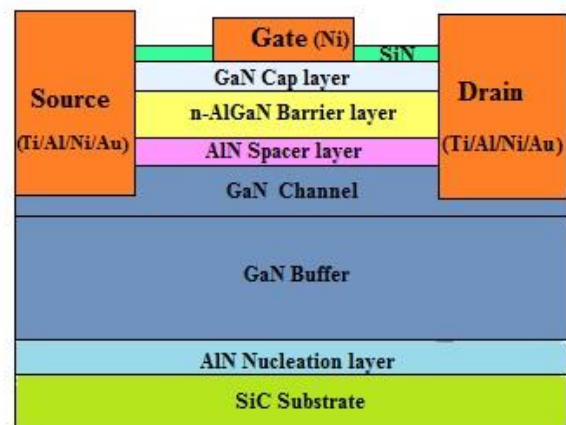 Gate (Ni)
SiN
GaN Cap layer
Source
(Ti/Al/Ni/Au)
n-AlGaN Barrier layer
Drain
(Ti/Al/Ni/Au)
AlN Spacer layer
GaN Channel
GaN Buffer
AlN Nucleation layer
SiC Substrate